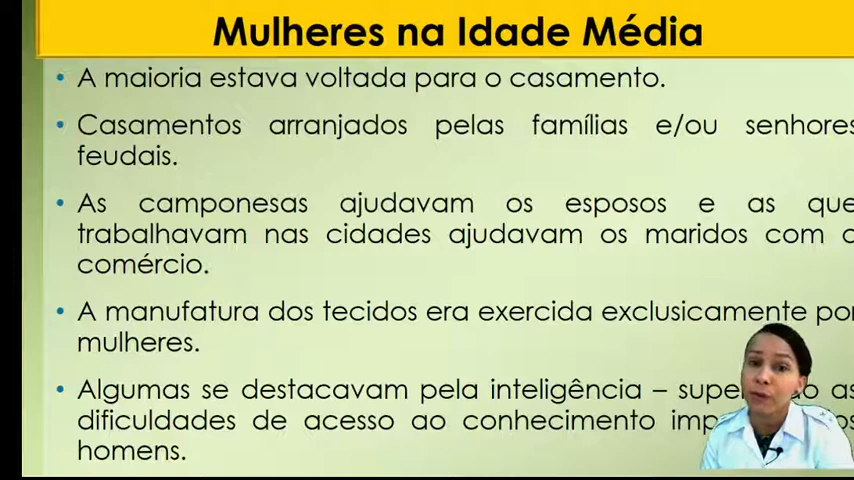 Mulheres na Idade Média
• A maioria estava voltada para o casamento.
• Casamentos arranjados pelas famílias e/ou senhores
feudais.
• As camponesas ajudavam os esposos e as que
trabalhavam nas cidades ajudavam os maridos com o
comércio.
• A manufatura dos tecidos era exercida exclusicamente por
mulheres.
• Algumas se destacavam pela inteligência – as
dificuldades de acesso ao conhecimento
homens.